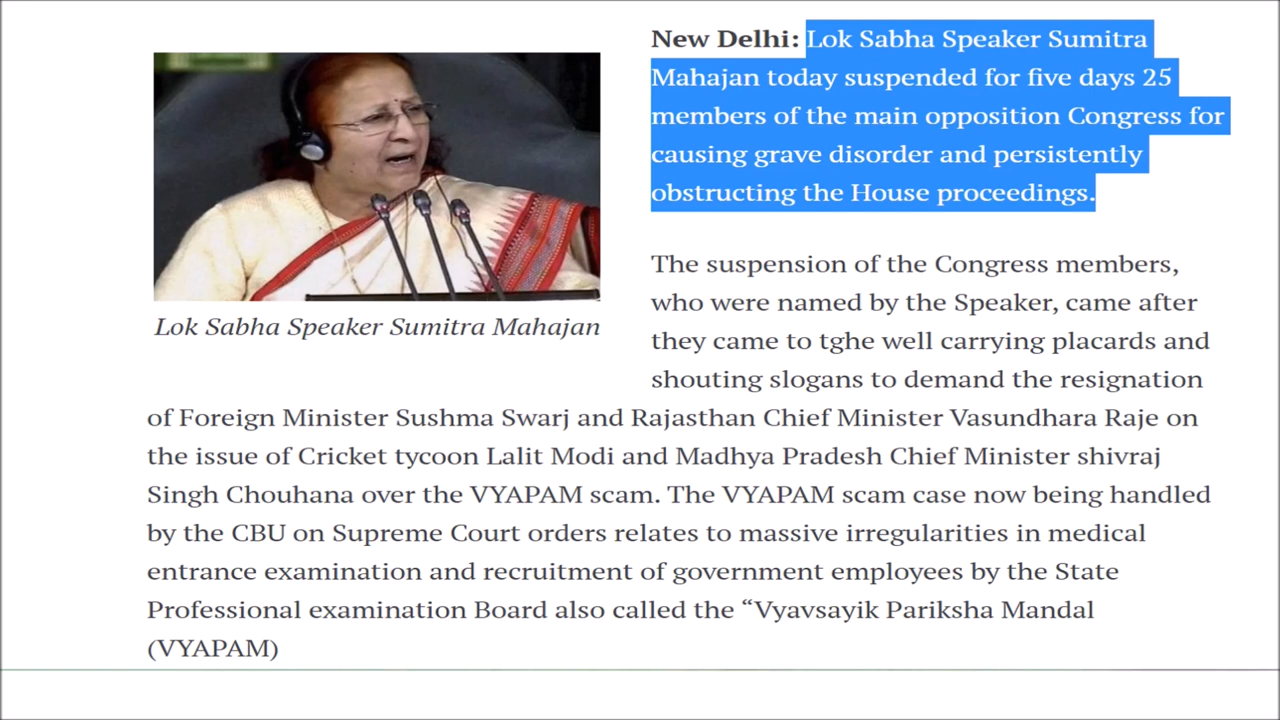 New Delhi: Lok Sabha Speaker Sumitra
Mahajan today suspended for five days 25
members of the main opposition Congress for
causing grave disorder and persistently
obstructing the House proceedings.
Lok Sabha Speaker Sumitra Mahajan
The suspension of the Congress members,
who were named by the Speaker, came after
they came to tghe well carrying placards and
shouting slogans to demand the resignation
of Foreign Minister Sushma Swarj and Rajasthan Chief Minister Vasundhara Raje on
the issue of Cricket tycoon Lalit Modi and Madhya Pradesh Chief Minister shivraj
Singh Chouhana over the VYAPAM scam. The VYAPAM scam case now being handled
by the CBU on Supreme Court orders relates to massive irregularities in medical
entrance examination and recruitment of government employees by the State
Professional examination Board also called the “Vyavsayik Pariksha Mandal
(VYAPAM)